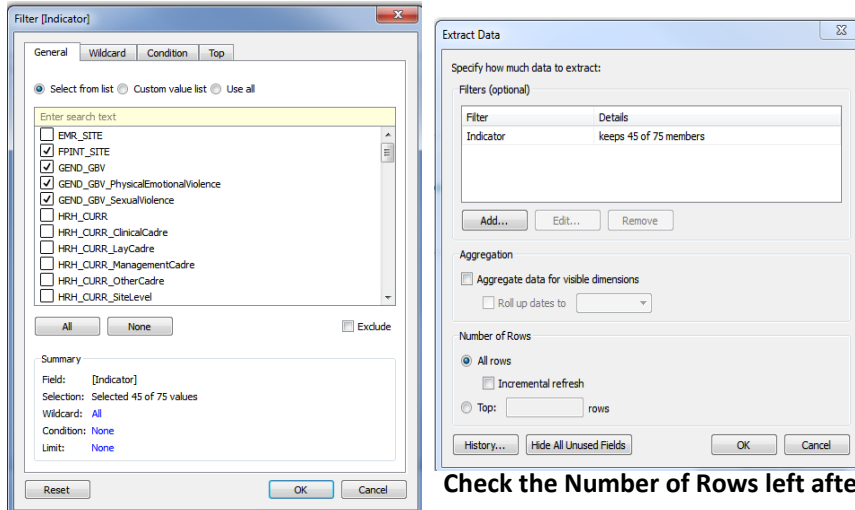 Filter [Indicator]
General Wildcard Condition Top
Select from list Custom value list Use all
Enter search text
EMR_SITE
FPINT_SITE
GEND_GBV
GEND_GBV_PhysicalEmotionalViolence
GEND_GBV_SexualViolence
HRH_CURR
HRH_CURR_ClinicalCadre
HRH_CURR_LayCadre
HRH_CURR_ManagementCadre
HRH_CURR_OtherCadre
HRH_CURR_SiteLevel
All None Exclude
Summary
Field: [Indicator]
Selection: Selected 45 of 75 values
Wildcard: All
Condition: None
Limit: None
Reset OK Cancel
Extract Data
Specify how much data to extract:
Filters (optional)
Filter Details
Indicator keeps 45 of 75 members
Add... Edit... Remove
Aggregation
Aggregate data for visible dimensions
Roll up dates to
Number of Rows
All rows
Incremental refresh
Top: rows
History... Hide All Unused Fields OK Cancel
Check the Number of Rows left afte